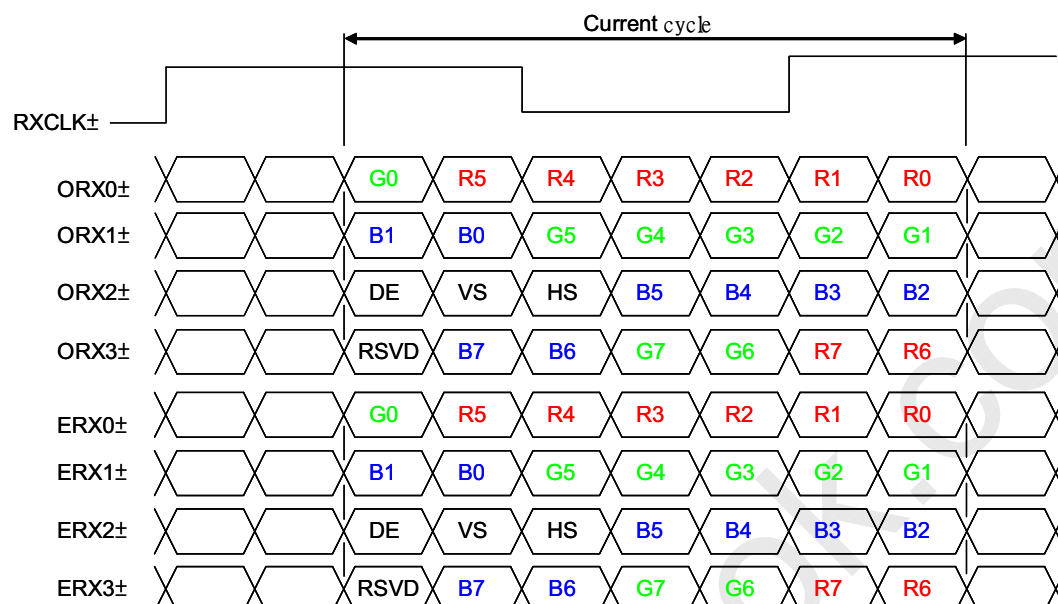 Current cycle
RXCLK±
ORX0± G0 R5 R4 R3 R2 R1 R0
ORX1± B1 B0 G5 G4 G3 G2 G1
ORX2± DE VS HS B5 B4 B3 B2
ORX3± RSVD B7 B6 G7 G6 R7 R6
ERX0± G0 R5 R4 R3 R2 R1 R0
ERX1± B1 B0 G5 G4 G3 G2 G1
ERX2± DE VS HS B5 B4 B3 B2
ERX3± RSVD B7 B6 G7 G6 R7 R6